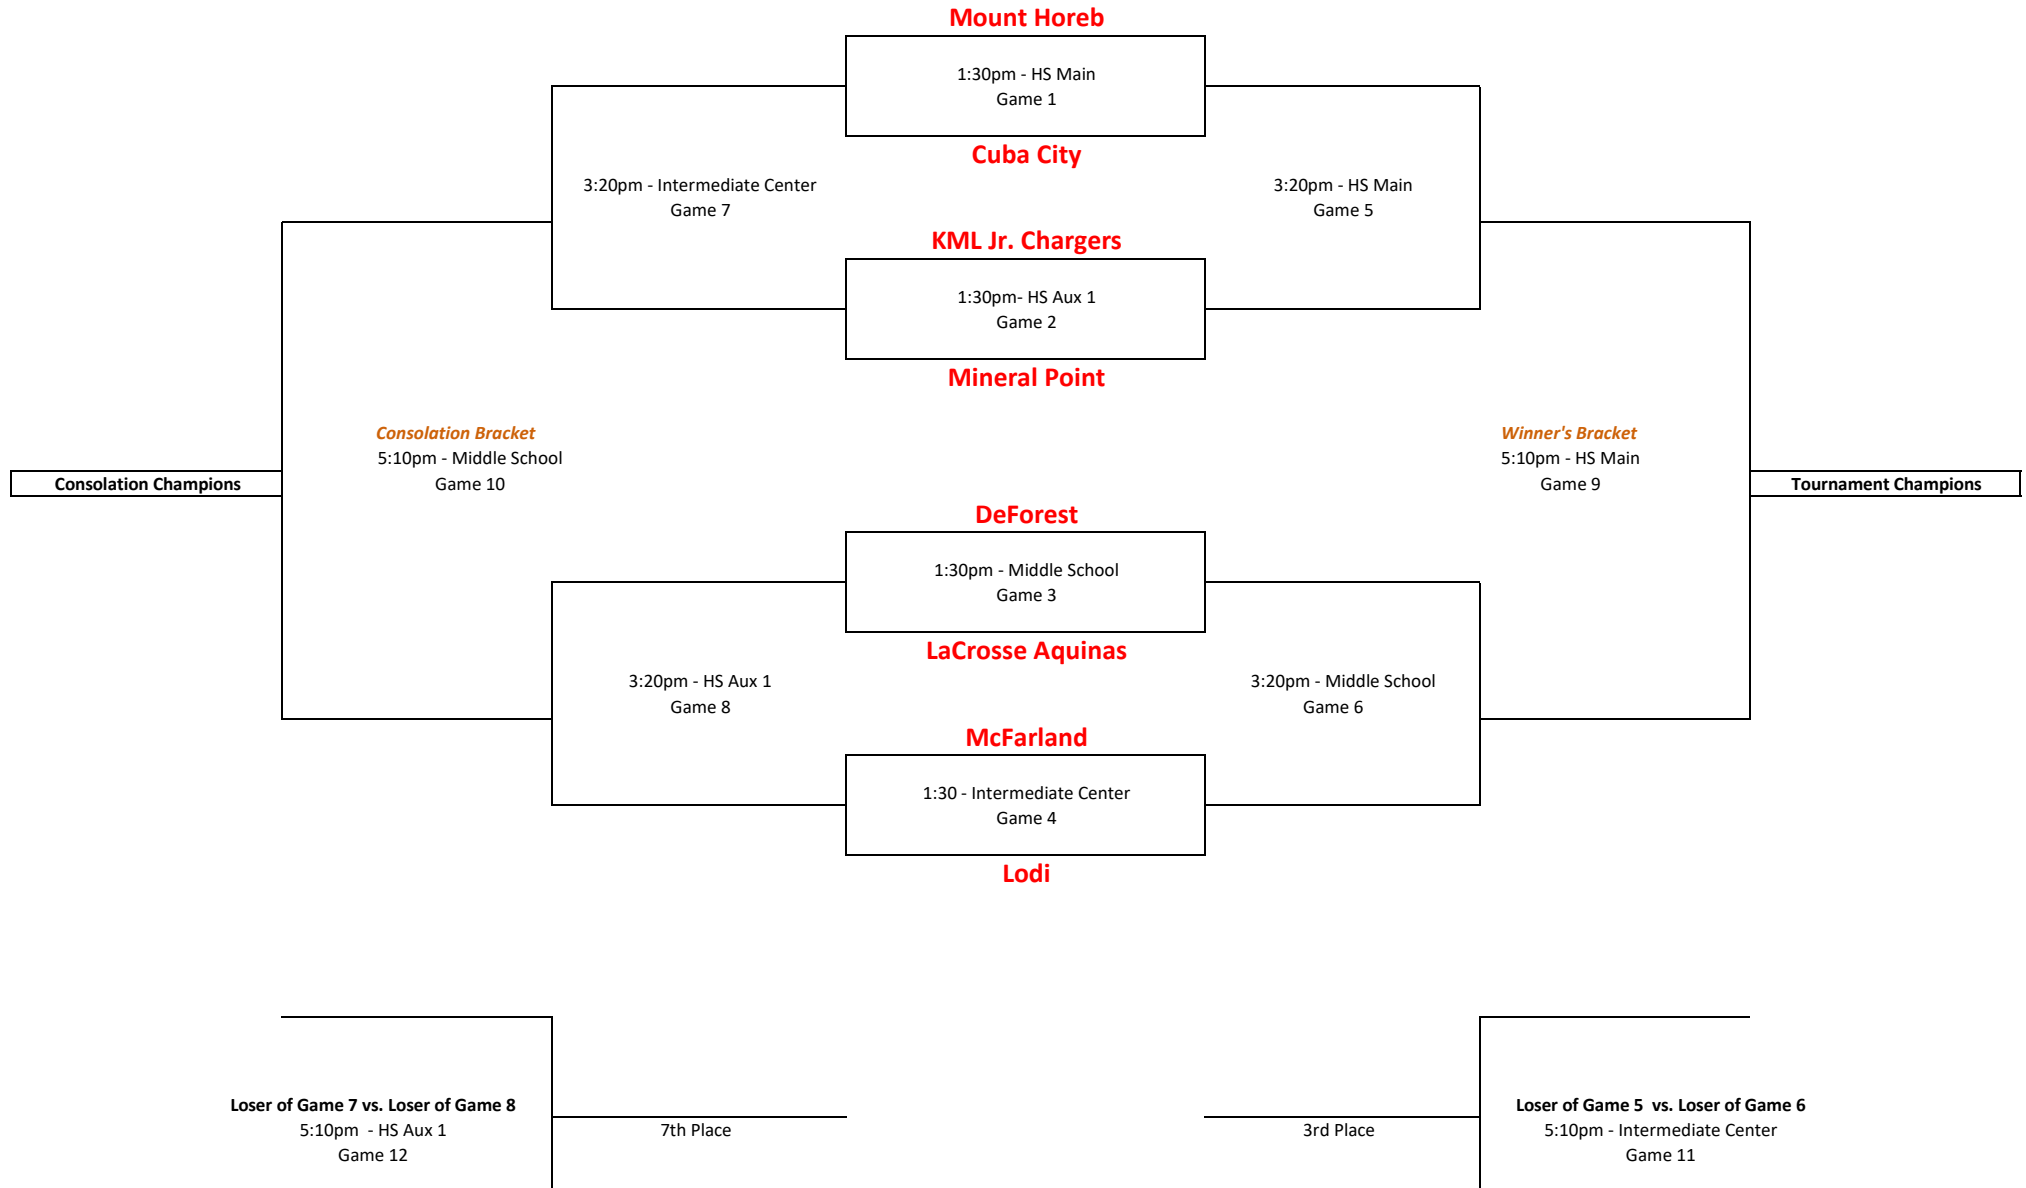 Mount Horeb
1:30pm - HS Main
Game 1
Cuba City
3:20pm - Intermediate Center
Game 7
3:20pm - HS Main
Game 5
KML Jr. Chargers
1:30pm- HS Aux 1
Game 2
Mineral Point
Consolation Bracket
5:10pm - Middle School
Game 10
Winner's Bracket
5:10pm - HS Main
Game 9
Consolation Champions
Tournament Champions
DeForest
1:30pm - Middle School
Game 3
LaCrosse Aquinas
3:20pm - HS Aux 1
Game 8
3:20pm - Middle School
Game 6
McFarland
1:30 - Intermediate Center
Game 4
Lodi
Loser of Game 7 vs. Loser of Game 8
5:10pm  - HS Aux 1
Game 12
7th Place
3rd Place
Loser of Game 5  vs. Loser of Game 6
5:10pm - Intermediate Center
Game 11